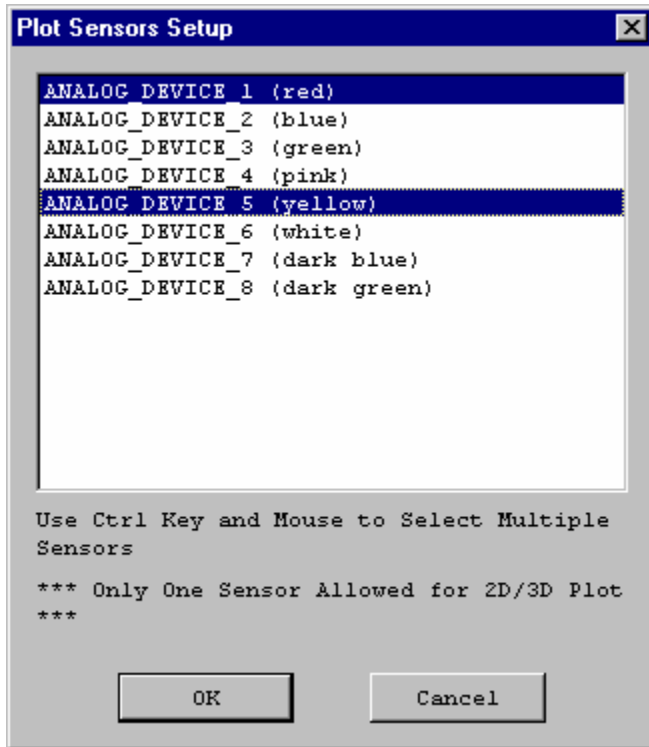 Plot Sensors Setup
ANALOG_DEVICE_1 (red)
ANALOG_DEVICE_2 (blue)
ANALOG_DEVICE_3 (green)
ANALOG_DEVICE_4 (pink)
ANALOG_DEVICE_5 (yellow)
ANALOG_DEVICE_6 (white)
ANALOG_DEVICE_7 (dark blue)
ANALOG_DEVICE_8 (dark green)
Use Ctrl Key and Mouse to Select Multiple
Sensors
*** Only One Sensor Allowed for 2D/3D Plot
***
OK
Cancel